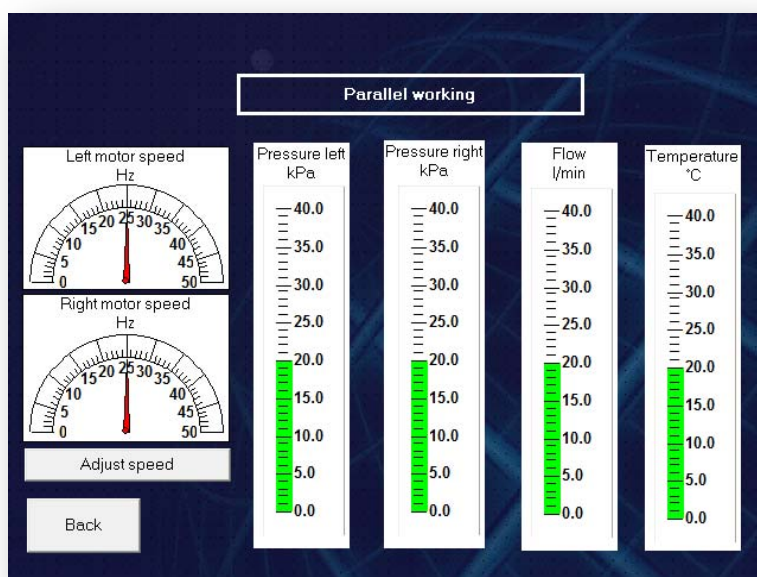 Parallel working
Left motor speed
Hz
0 5 10 15 20 25 30 35 40 45 50
Right motor speed
Hz
0 5 10 15 20 25 30 35 40 45 50
Adjust speed
Back
Pressure left
kPa
40.0
35.0
30.0
25.0
20.0
15.0
10.0
5.0
0.0
Pressure right
kPa
40.0
35.0
30.0
25.0
20.0
15.0
10.0
5.0
0.0
Flow
l/min
40.0
35.0
30.0
25.0
20.0
15.0
10.0
5.0
0.0
Temperature
°C
40.0
35.0
30.0
25.0
20.0
15.0
10.0
5.0
0.0